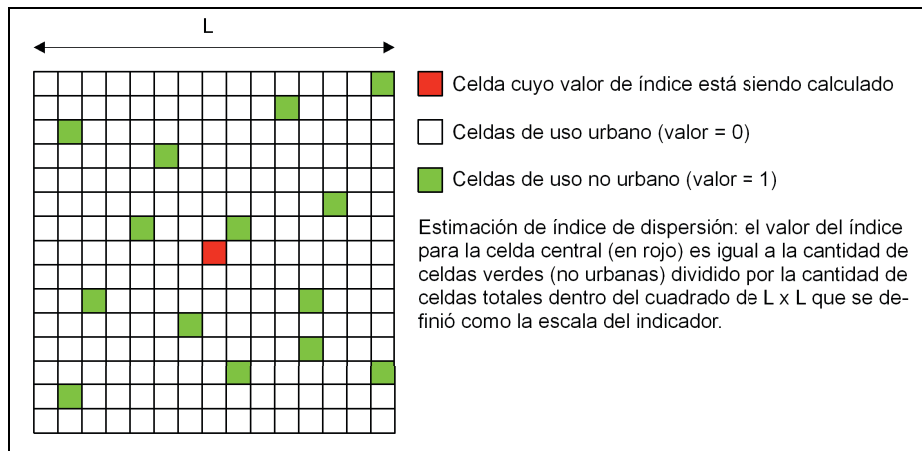 L
Celda cuyo valor de índice está siendo calculado
Celdas de uso urbano (valor = 0)
Celdas de uso no urbano (valor = 1)
Estimación de índice de dispersión: el valor del índice
para la celda central (en rojo) es igual a la cantidad de
celdas verdes (no urbanas) dividido por la cantidad de
celdas totales dentro del cuadrado de L x L que se de-
finió como la escala del indicador.